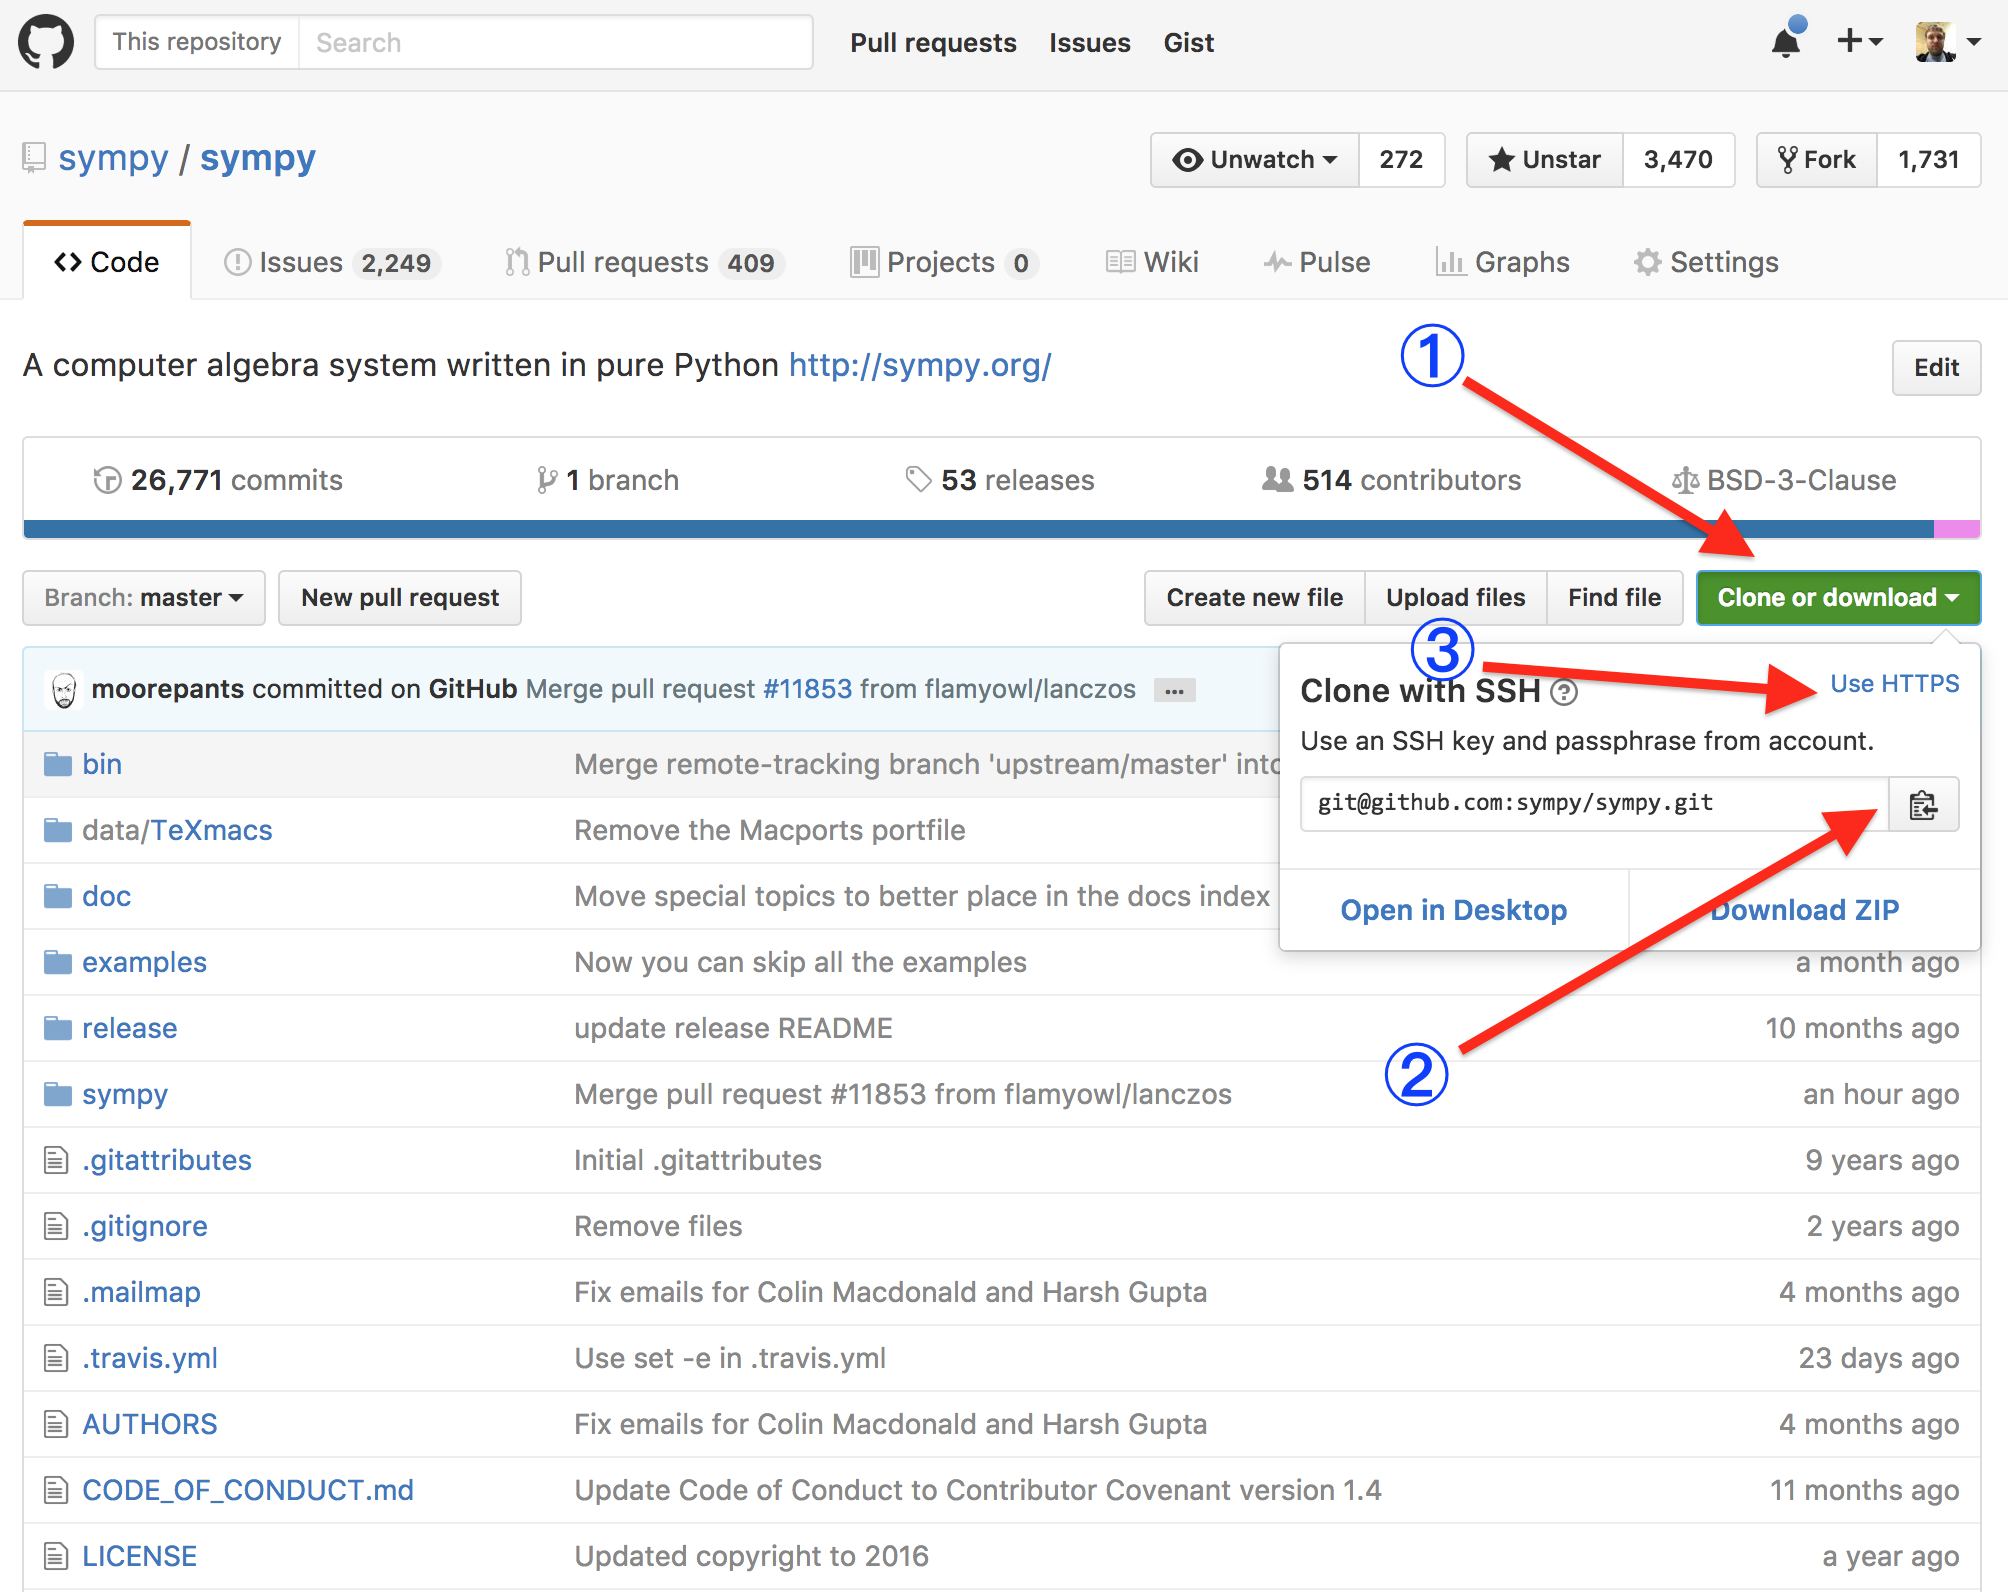 This repository Search Pull requests Issues Gist
sympy / sympy Unwatch 272 Unstar 3,470 Fork 1,731
Code Issues 2,249 Pull requests 409 Projects 0 Wiki Pulse Graphs Settings
1
A computer algebra system written in pure Python http://sympy.org/ Edit
26,771 commits 1 branch 53 releases 514 contributors BSD-3-Clause
Branch: master New pull request Create new file Upload files Find file Clone or download
3
moorepants committed on GitHub Merge pull request #11853 from flamyowl/lanczos ...
Clone with SSH ? Use HTTPS
Use an SSH key and passphrase from account.
git@github.com:sympy/sympy.git
Open in Desktop Download ZIP
bin Merge remote-tracking branch 'upstream/master' into
data/TeXmacs Remove the Macports portfile
doc Move special topics to better place in the docs index
examples Now you can skip all the examples a month ago
release update release README 10 months ago
2
sympy Merge pull request #11853 from flamyowl/lanczos an hour ago
.gitattributes Initial .gitattributes 9 years ago
.gitignore Remove files 2 years ago
.mailmap Fix emails for Colin Macdonald and Harsh Gupta 4 months ago
.travis.yml Use set -e in .travis.yml 23 days ago
AUTHORS Fix emails for Colin Macdonald and Harsh Gupta 4 months ago
CODE_OF_CONDUCT.md Update Code of Conduct to Contributor Covenant version 1.4 11 months ago
LICENSE Updated copyright to 2016 a year ago